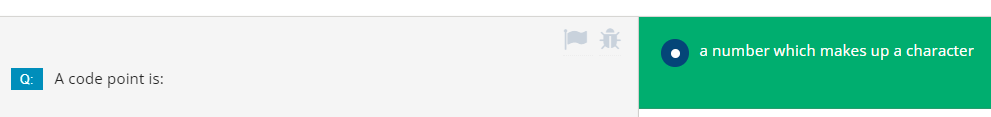 a number which makes up a character
Q: A code point is: